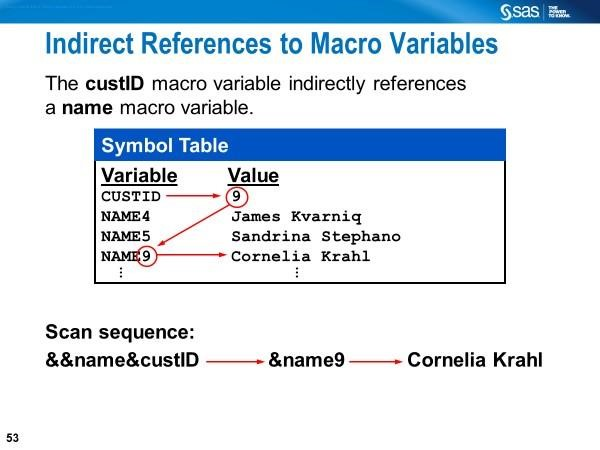 sas THE POWER TO KNOW.
Indirect References to Macro Variables
The custID macro variable indirectly references
a name macro variable.
Symbol Table
Variable Value
CUSTID 9
NAME4 James Kvarniq
NAME5 Sandrina Stephano
NAME9 Cornelia Krahl
⋮ ⋮
Scan sequence:
&&name&custID &name9 Cornelia Krahl
53